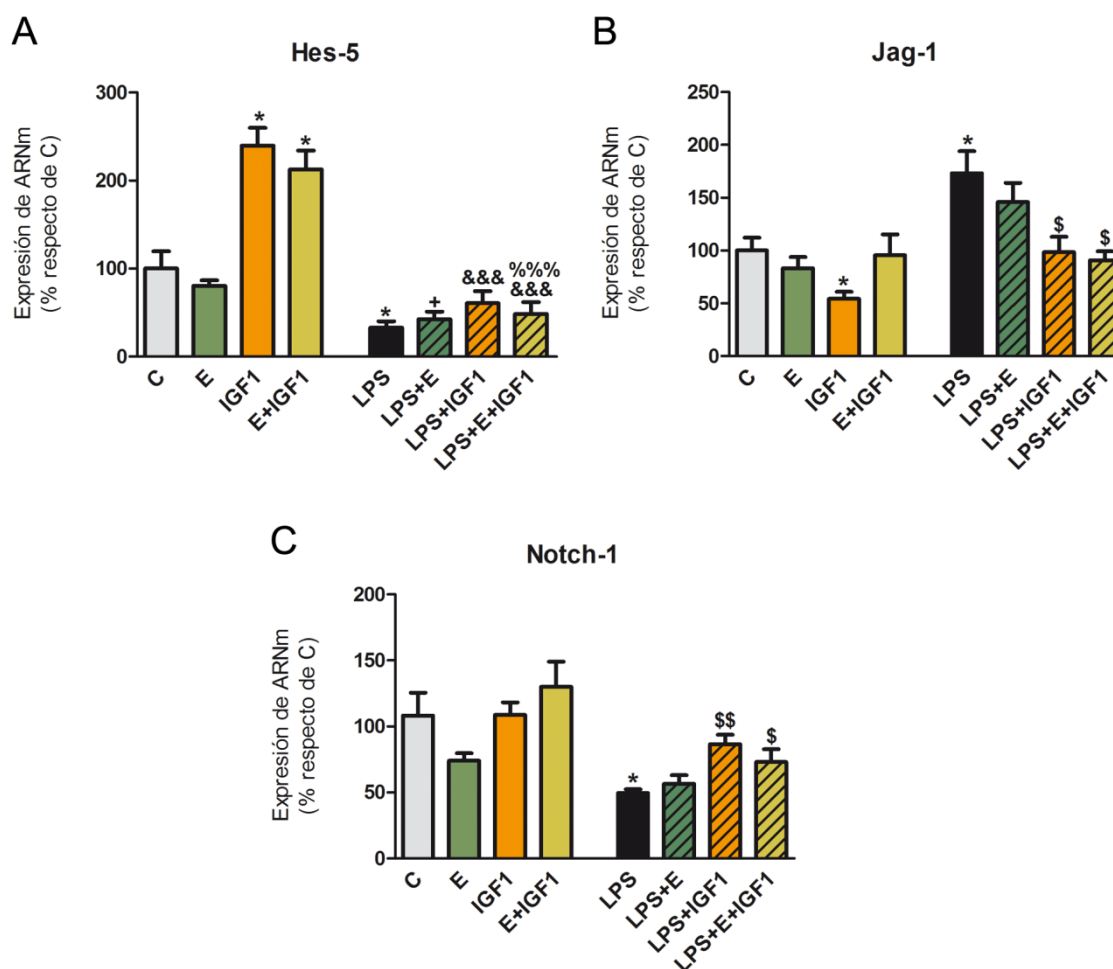 A
Hes-5
Expresión de ARNm
(% respecto de C)
300
200
100
0
*
*
*
+
&&&
%%%
&&&
C
E
IGF1
E+IGF1
LPS
LPS+E
LPS+IGF1
LPS+E+IGF1
B
Jag-1
Expresión de ARNm
(% respecto de C)
250
200
150
100
50
0
*
*
$
$
C
E
IGF1
E+IGF1
LPS
LPS+E
LPS+IGF1
LPS+E+IGF1
C
Notch-1
Expresión de ARNm
(% respecto de C)
200
150
100
50
0
*
$$
$
C
E
IGF1
E+IGF1
LPS
LPS+E
LPS+IGF1
LPS+E+IGF1